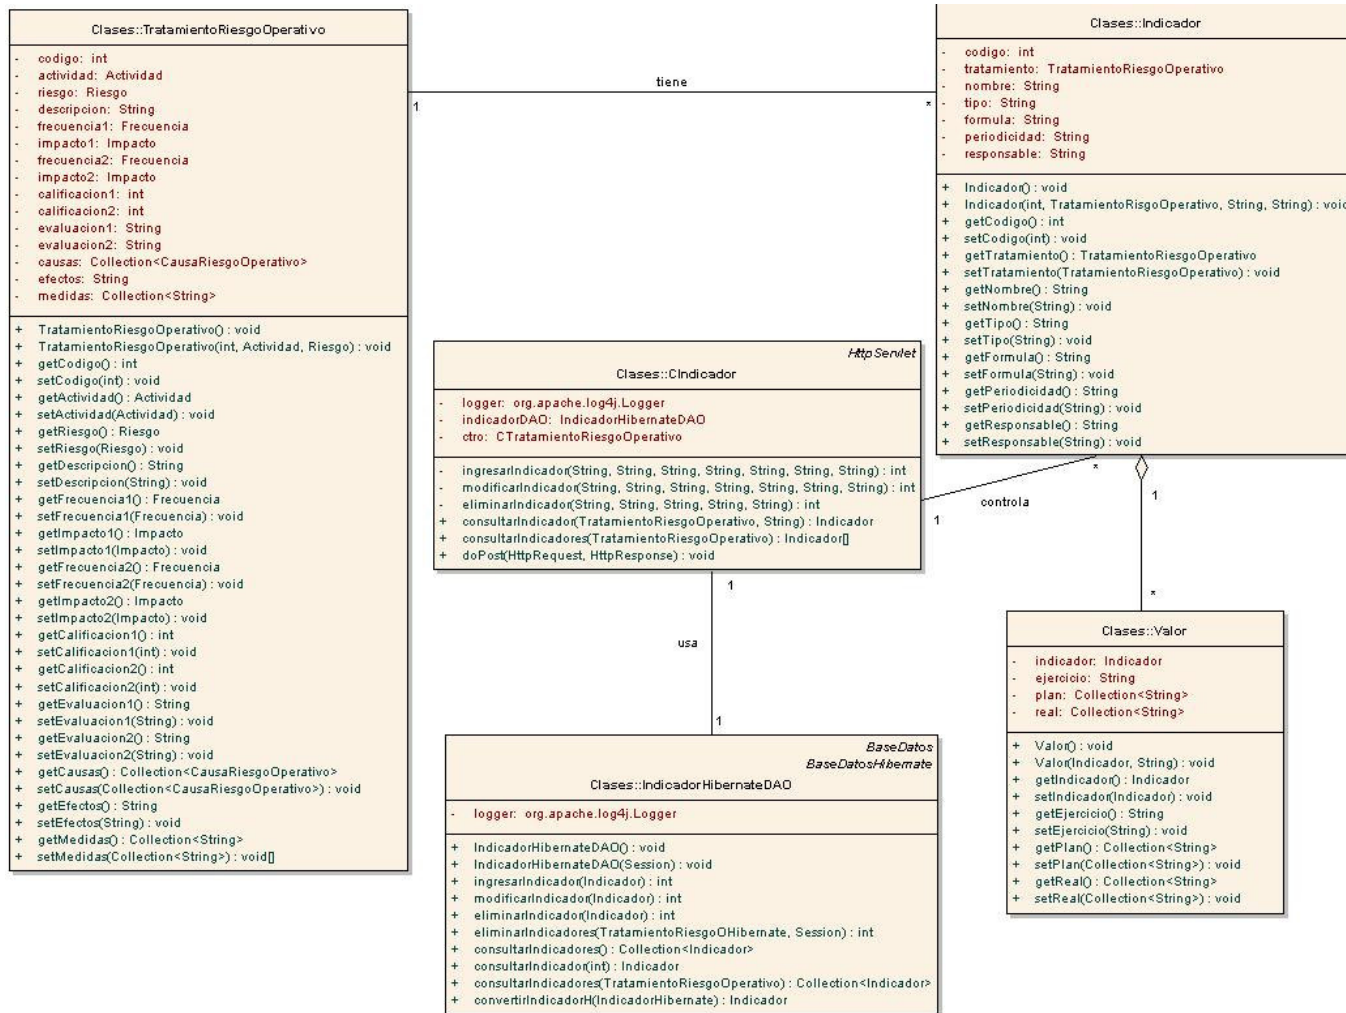 Clases::TratamientoRiesgoOperativo
- codigo: int
- actividad: Actividad
- riesgo: Riesgo
- descripcion: String
- frecuencia1: Frecuencia
- impacto1: Impacto
- frecuencia2: Frecuencia
- impacto2: Impacto
- calificacion1: int
- calificacion2: int
- evaluacion1: String
- evaluacion2: String
- causas: Collection<CausaRiesgoOperativo>
- efectos: String
- medidas: Collection<String>
+ TratamientoRiesgoOperativo() : void
+ TratamientoRiesgoOperativo(int, Actividad, Riesgo) : void
+ getCodigo() : int
+ setCodigo(int) : void
+ getActividad() : Actividad
+ setActividad(Actividad) : void
+ getRiesgo() : Riesgo
+ setRiesgo(Riesgo) : void
+ getDescripcion() : String
+ setDescripcion(String) : void
+ getFrecuencia1() : Frecuencia
+ setFrecuencia1(Frecuencia) : void
+ getImpacto1() : Impacto
+ setImpacto1(Impacto) : void
+ getFrecuencia2() : Frecuencia
+ setFrecuencia2(Frecuencia) : void
+ getImpacto2() : Impacto
+ setImpacto2(Impacto) : void
+ getCalificacion1() : int
+ setCalificacion1(int) : void
+ getCalificacion2() : int
+ setCalificacion2(int) : void
+ getEvaluacion1() : String
+ setEvaluacion1(String) : void
+ getEvaluacion2() : String
+ setEvaluacion2(String) : void
+ getCausas() : Collection<CausaRiesgoOperativo>
+ setCausas(Collection<CausaRiesgoOperativo>) : void
+ getEfectos() : String
+ setEfectos(String) : void
+ getMedidas() : Collection<String>
+ setMedidas(Collection<String>) : void[]
tiene
1
*
Clases::Indicador
- codigo: int
- tratamiento: TratamientoRiesgoOperativo
- nombre: String
- tipo: String
- formula: String
- periodicidad: String
- responsable: String
+ Indicador() : void
+ Indicador(int, TratamientoRisgoOperativo, String, String) : void
+ getCodigo() : int
+ setCodigo(int) : void
+ getTratamiento() : TratamientoRiesgoOperativo
+ setTratamiento(TratamientoRiesgoOperativo) : void
+ getNombre() : String
+ setNombre(String) : void
+ getTipo() : String
+ setTipo(String) : void
+ getFormula() : String
+ setFormula(String) : void
+ getPeriodicidad() : String
+ setPeriodicidad(String) : void
+ getResponsable() : String
+ setResponsable(String) : void
HttpServlet
Clases::CIndicador
- logger: org.apache.log4j.Logger
- indicadorDAO: IndicadorHibernateDAO
- ctro: CTratamientoRiesgoOperativo
- ingresarIndicador(String, String, String, String, String, String, String) : int
- modificarIndicador(String, String, String, String, String, String, String) : int
- eliminarIndicador(String, String, String, String, String) : int
+ consultarIndicador(TratamientoRiesgoOperativo, String) : Indicador
+ consultarIndicadores(TratamientoRiesgoOperativo) : Indicador[]
+ doPost(HttpRequest, HttpResponse) : void
*
controla
1
1
usa
1
1
*
BaseDatos
BaseDatosHibernate
Clases::IndicadorHibernateDAO
- logger: org.apache.log4j.Logger
+ IndicadorHibernateDAO() : void
+ IndicadorHibernateDAO(Session) : void
+ ingresarIndicador(Indicador) : int
+ modificarIndicador(Indicador) : int
+ eliminarIndicador(Indicador) : int
+ eliminarIndicadores(TratamientoRiesgoOHibernate, Session) : int
+ consultarIndicadores() : Collection<Indicador>
+ consultarIndicador(int) : Indicador
+ consultarIndicadores(TratamientoRiesgoOperativo) : Collection<Indicador>
+ convertirIndicadorH(IndicadorHibernate) : Indicador
Clases::Valor
- indicador: Indicador
- ejercicio: String
- plan: Collection<String>
- real: Collection<String>
+ Valor() : void
+ Valor(Indicador, String) : void
+ getIndicador() : Indicador
+ setIndicador(Indicador) : void
+ getEjercicio() : String
+ setEjercicio(String) : void
+ getPlan() : Collection<String>
+ setPlan(Collection<String>) : void
+ getReal() : Collection<String>
+ setReal(Collection<String>) : void